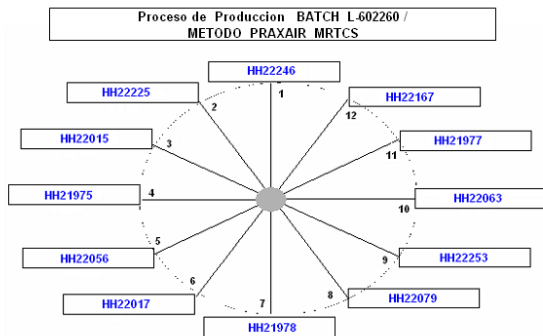 Proceso de Produccion BATCH L-602260 /
METODO PRAXAIR MRTCS
HH22246
HH22225
HH22167
1
2
12
HH22015
HH21977
3
11
HH21975
HH22063
4
10
HH22056
HH22253
5
9
HH22017
HH22079
6
8
7
HH21978